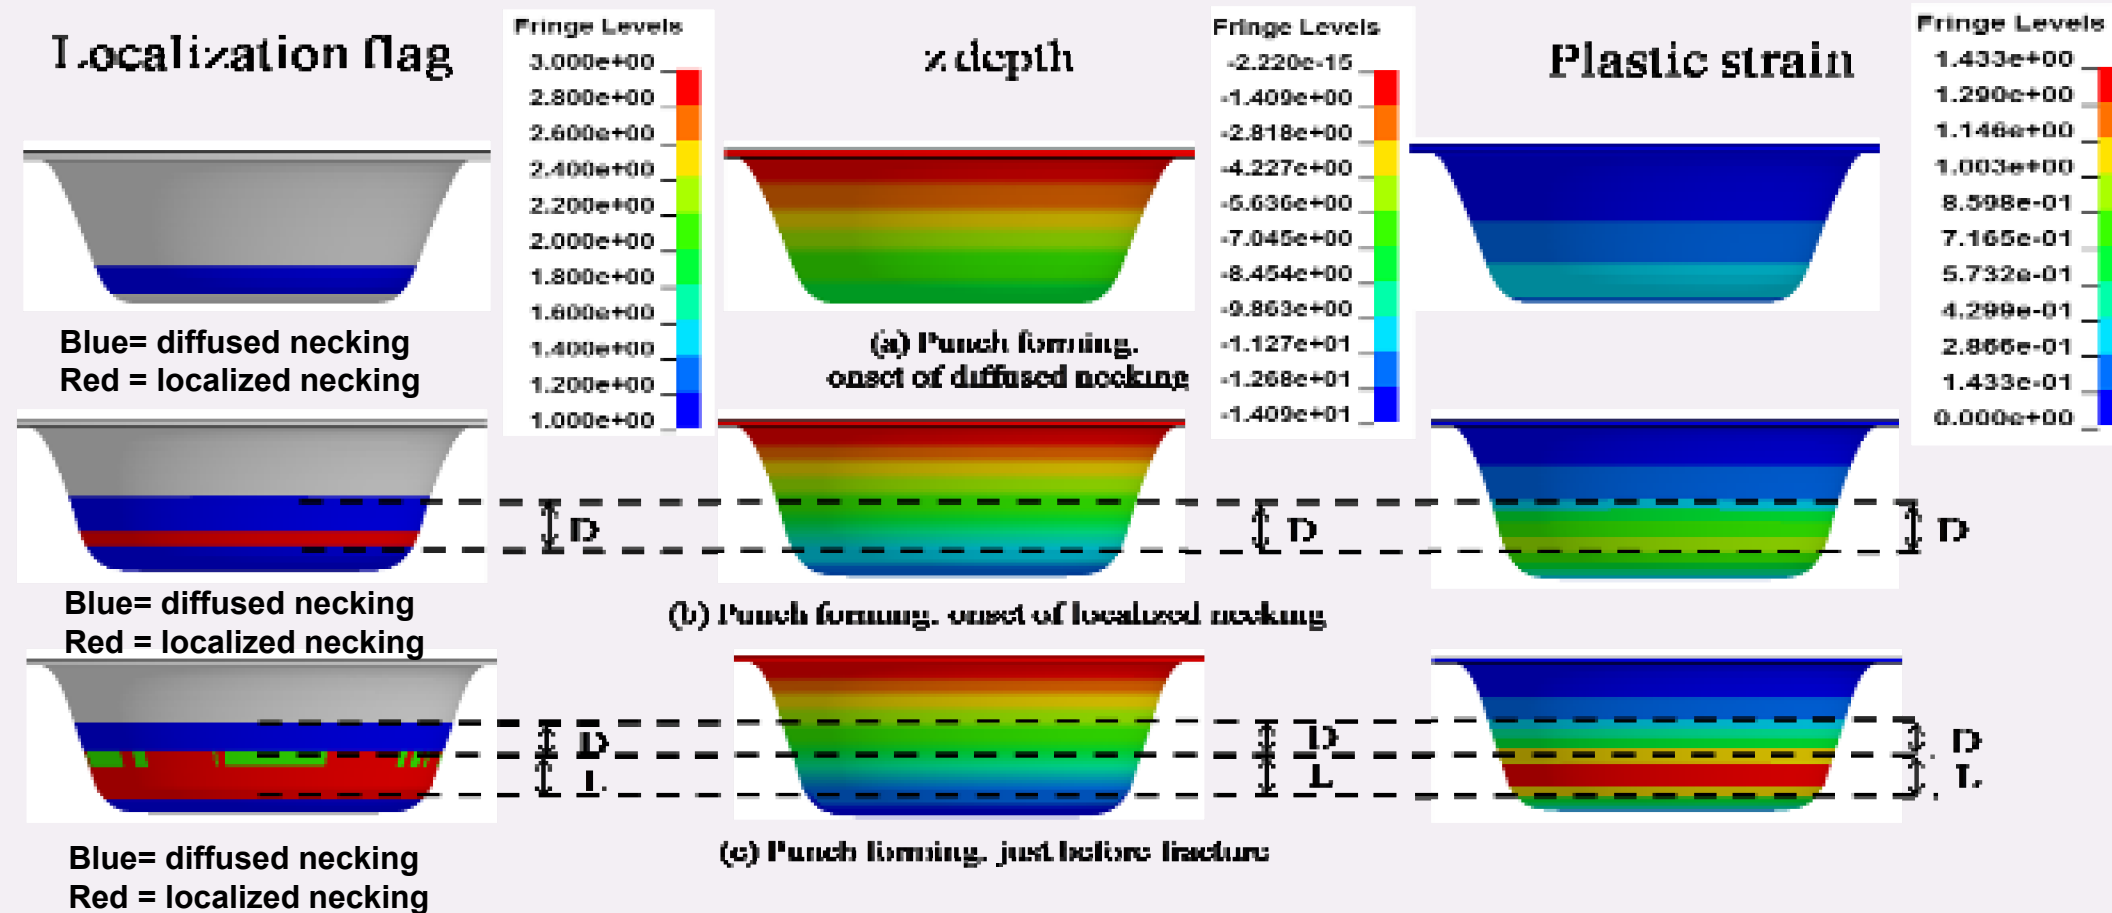 Localization flag
Fringe Levels
3.000e+00
2.800e+00
2.600e+00
2.400e+00
2.200e+00
2.000e+00
1.800e+00
1.600e+00
1.400e+00
1.200e+00
1.000e+00
z depth
Fringe Levels
-2.220e-15
-1.409e+00
-2.818e+00
-4.227e+00
-5.636e+00
-7.045e+00
-8.454e+00
-9.863e+00
-1.127e+01
-1.268e+01
-1.409e+01
Plastic strain
Fringe Levels
1.433e+00
1.290e+00
1.146e+00
1.003e+00
8.598e-01
7.165e-01
5.732e-01
4.299e-01
2.866e-01
1.433e-01
0.000e+00
Blue= diffused necking
Red = localized necking
(a) Punch forming,
onset of diffused necking
D
D
D
Blue= diffused necking
Red = localized necking
(b) Punch forming, onset of localized necking
D
L
D
L
D
L
Blue= diffused necking
Red = localized necking
(c) Punch forming, just before fracture